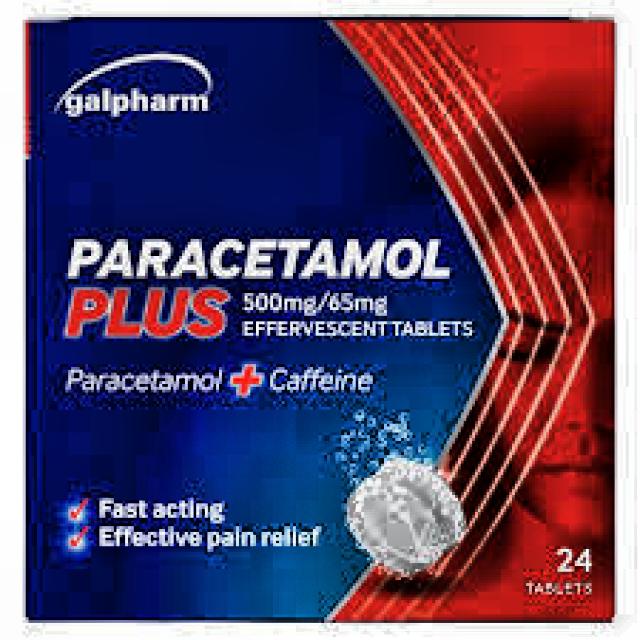 galpharm
PARACETAMOL
PLUS 500mg/65mg
EFFERVESCENT TABLETS
Paracetamol + Caffeine
✓ Fast acting
✓ Effective pain relief
24
TABLETS